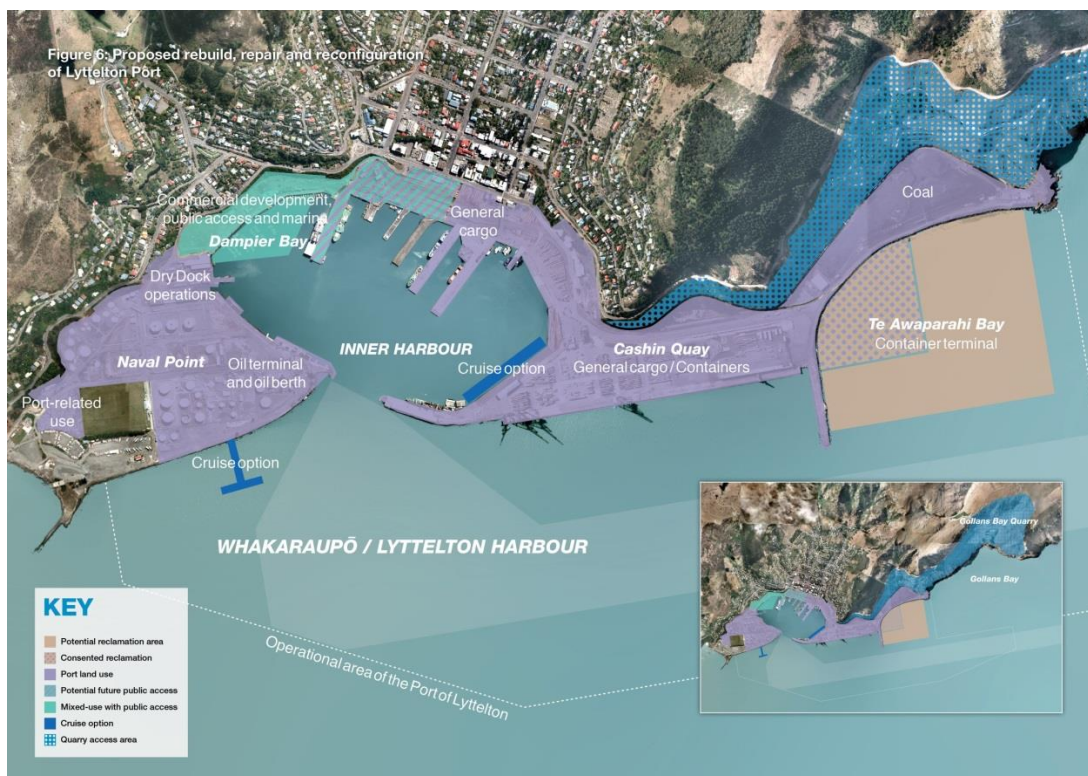 Figure 6: Proposed rebuild, repair and reconfiguration
of Lyttelton Port
Commercial development,
public access and marina
Dampier Bay
General
cargo
Coal
Dry Dock
operations
Naval Point
Oil terminal
and oil berth
Port-related
use
INNER HARBOUR
Cruise option
Cashin Quay
General cargo / Containers
Te Awaparahi Bay
Container terminal
Cruise option
WHAKARAUPŌ / LYTTELTON HARBOUR
Operational area of the Port of Lyttelton
KEY
Potential reclamation area
Consented reclamation
Port land use
Potential future public access
Mixed-use with public access
Cruise option
Quarry access area
Gollans Bay Quarry
Gollans Bay